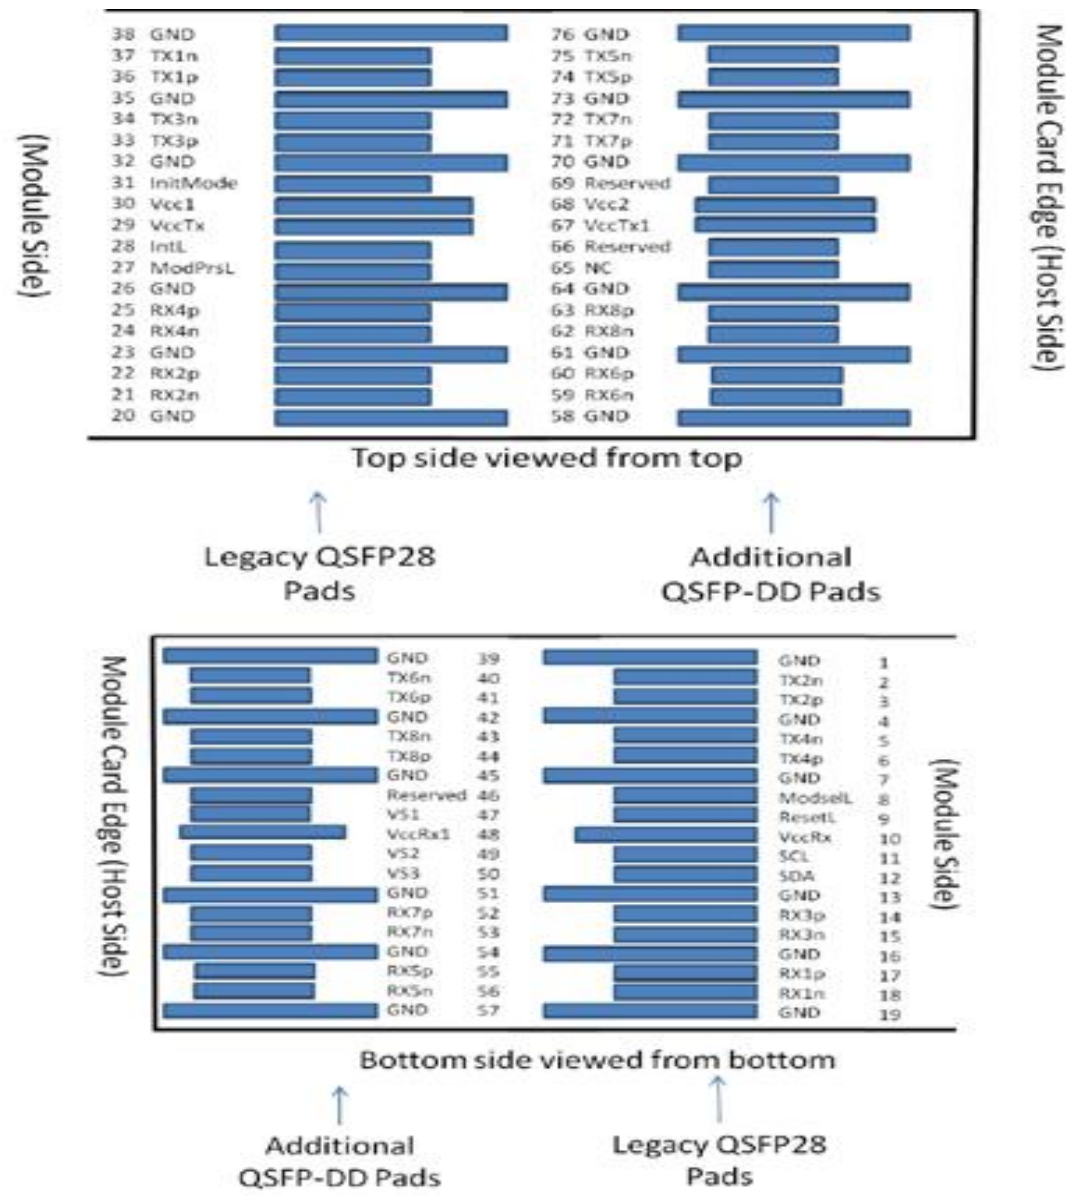 38 GND 76 GND
37 TX1n 75 TX5n
36 TX1p 74 TX5p
35 GND 73 GND
34 TX3n 72 TX7n
33 TX3p 71 TX7p
32 GND 70 GND
31 InitMode 69 Reserved
30 Vcc1 68 Vcc2
29 VccTx 67 VccTx1
28 IntL 66 Reserved
27 ModPrsL 65 NC
26 GND 64 GND
25 RX4p 63 RX8p
24 RX4n 62 RX8n
23 GND 61 GND
22 RX2p 60 RX6p
21 RX2n 59 RX6n
20 GND 58 GND
(Module Side)
Module Card Edge (Host Side)
Top side viewed from top
Legacy QSFP28
Pads
Additional
QSFP-DD Pads
Module Card Edge (Host Side)
GND 39 GND 1
TX6n 40 TX2n 2
TX6p 41 TX2p 3
GND 42 GND 4
TX8n 43 TX4n 5
TX8p 44 TX4p 6
GND 45 GND 7
Reserved 46 ModselL 8
VS1 47 ResetL 9
VccRx1 48 VccRx 10
VS2 49 SCL 11
VS3 50 SDA 12
GND 51 GND 13
RX7p 52 RX3p 14
RX7n 53 RX3n 15
GND 54 GND 16
RX5p 55 RX1p 17
RX5n 56 RX1n 18
GND 57 GND 19
(Module Side)
Bottom side viewed from bottom
Additional
QSFP-DD Pads
Legacy QSFP28
Pads